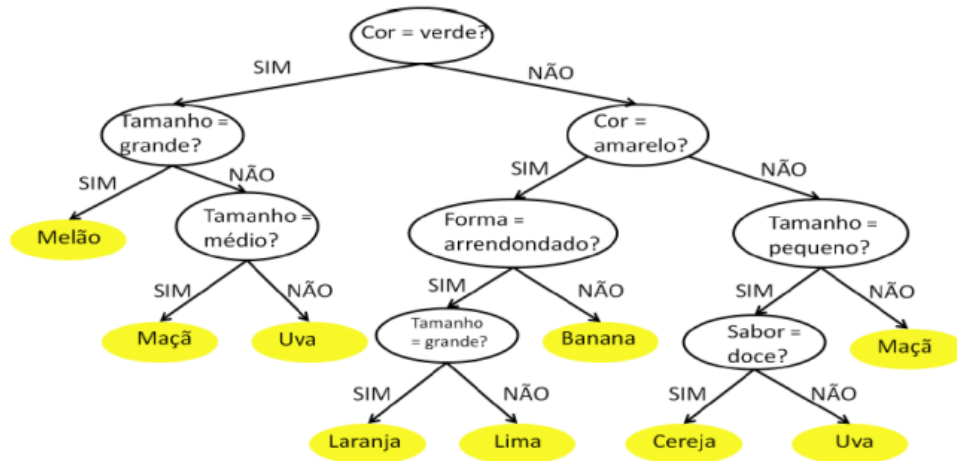 Cor = verde?
SIM
NÃO
Tamanho =
grande?
Cor =
amarelo?
SIM
NÃO
SIM
NÃO
Melão
Tamanho =
médio?
Forma =
arrendondado?
Tamanho =
pequeno?
SIM
NÃO
SIM
NÃO
SIM
NÃO
Maçã
Uva
Tamanho
= grande?
Banana
Sabor =
doce?
Maçã
SIM
NÃO
SIM
NÃO
Laranja
Lima
Cereja
Uva